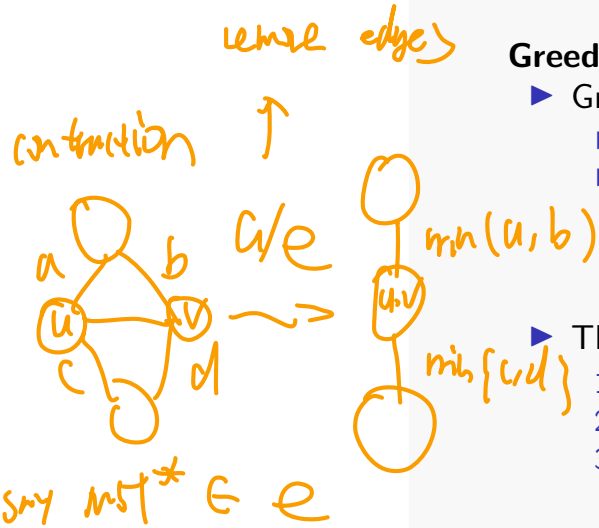 remove edges
Greed
▶ Gr
contraction ↑
a b G/e min(a, b)
u v u,v
▶ Th
c d min{c,d}
1
2
3
say MST* ∈ e